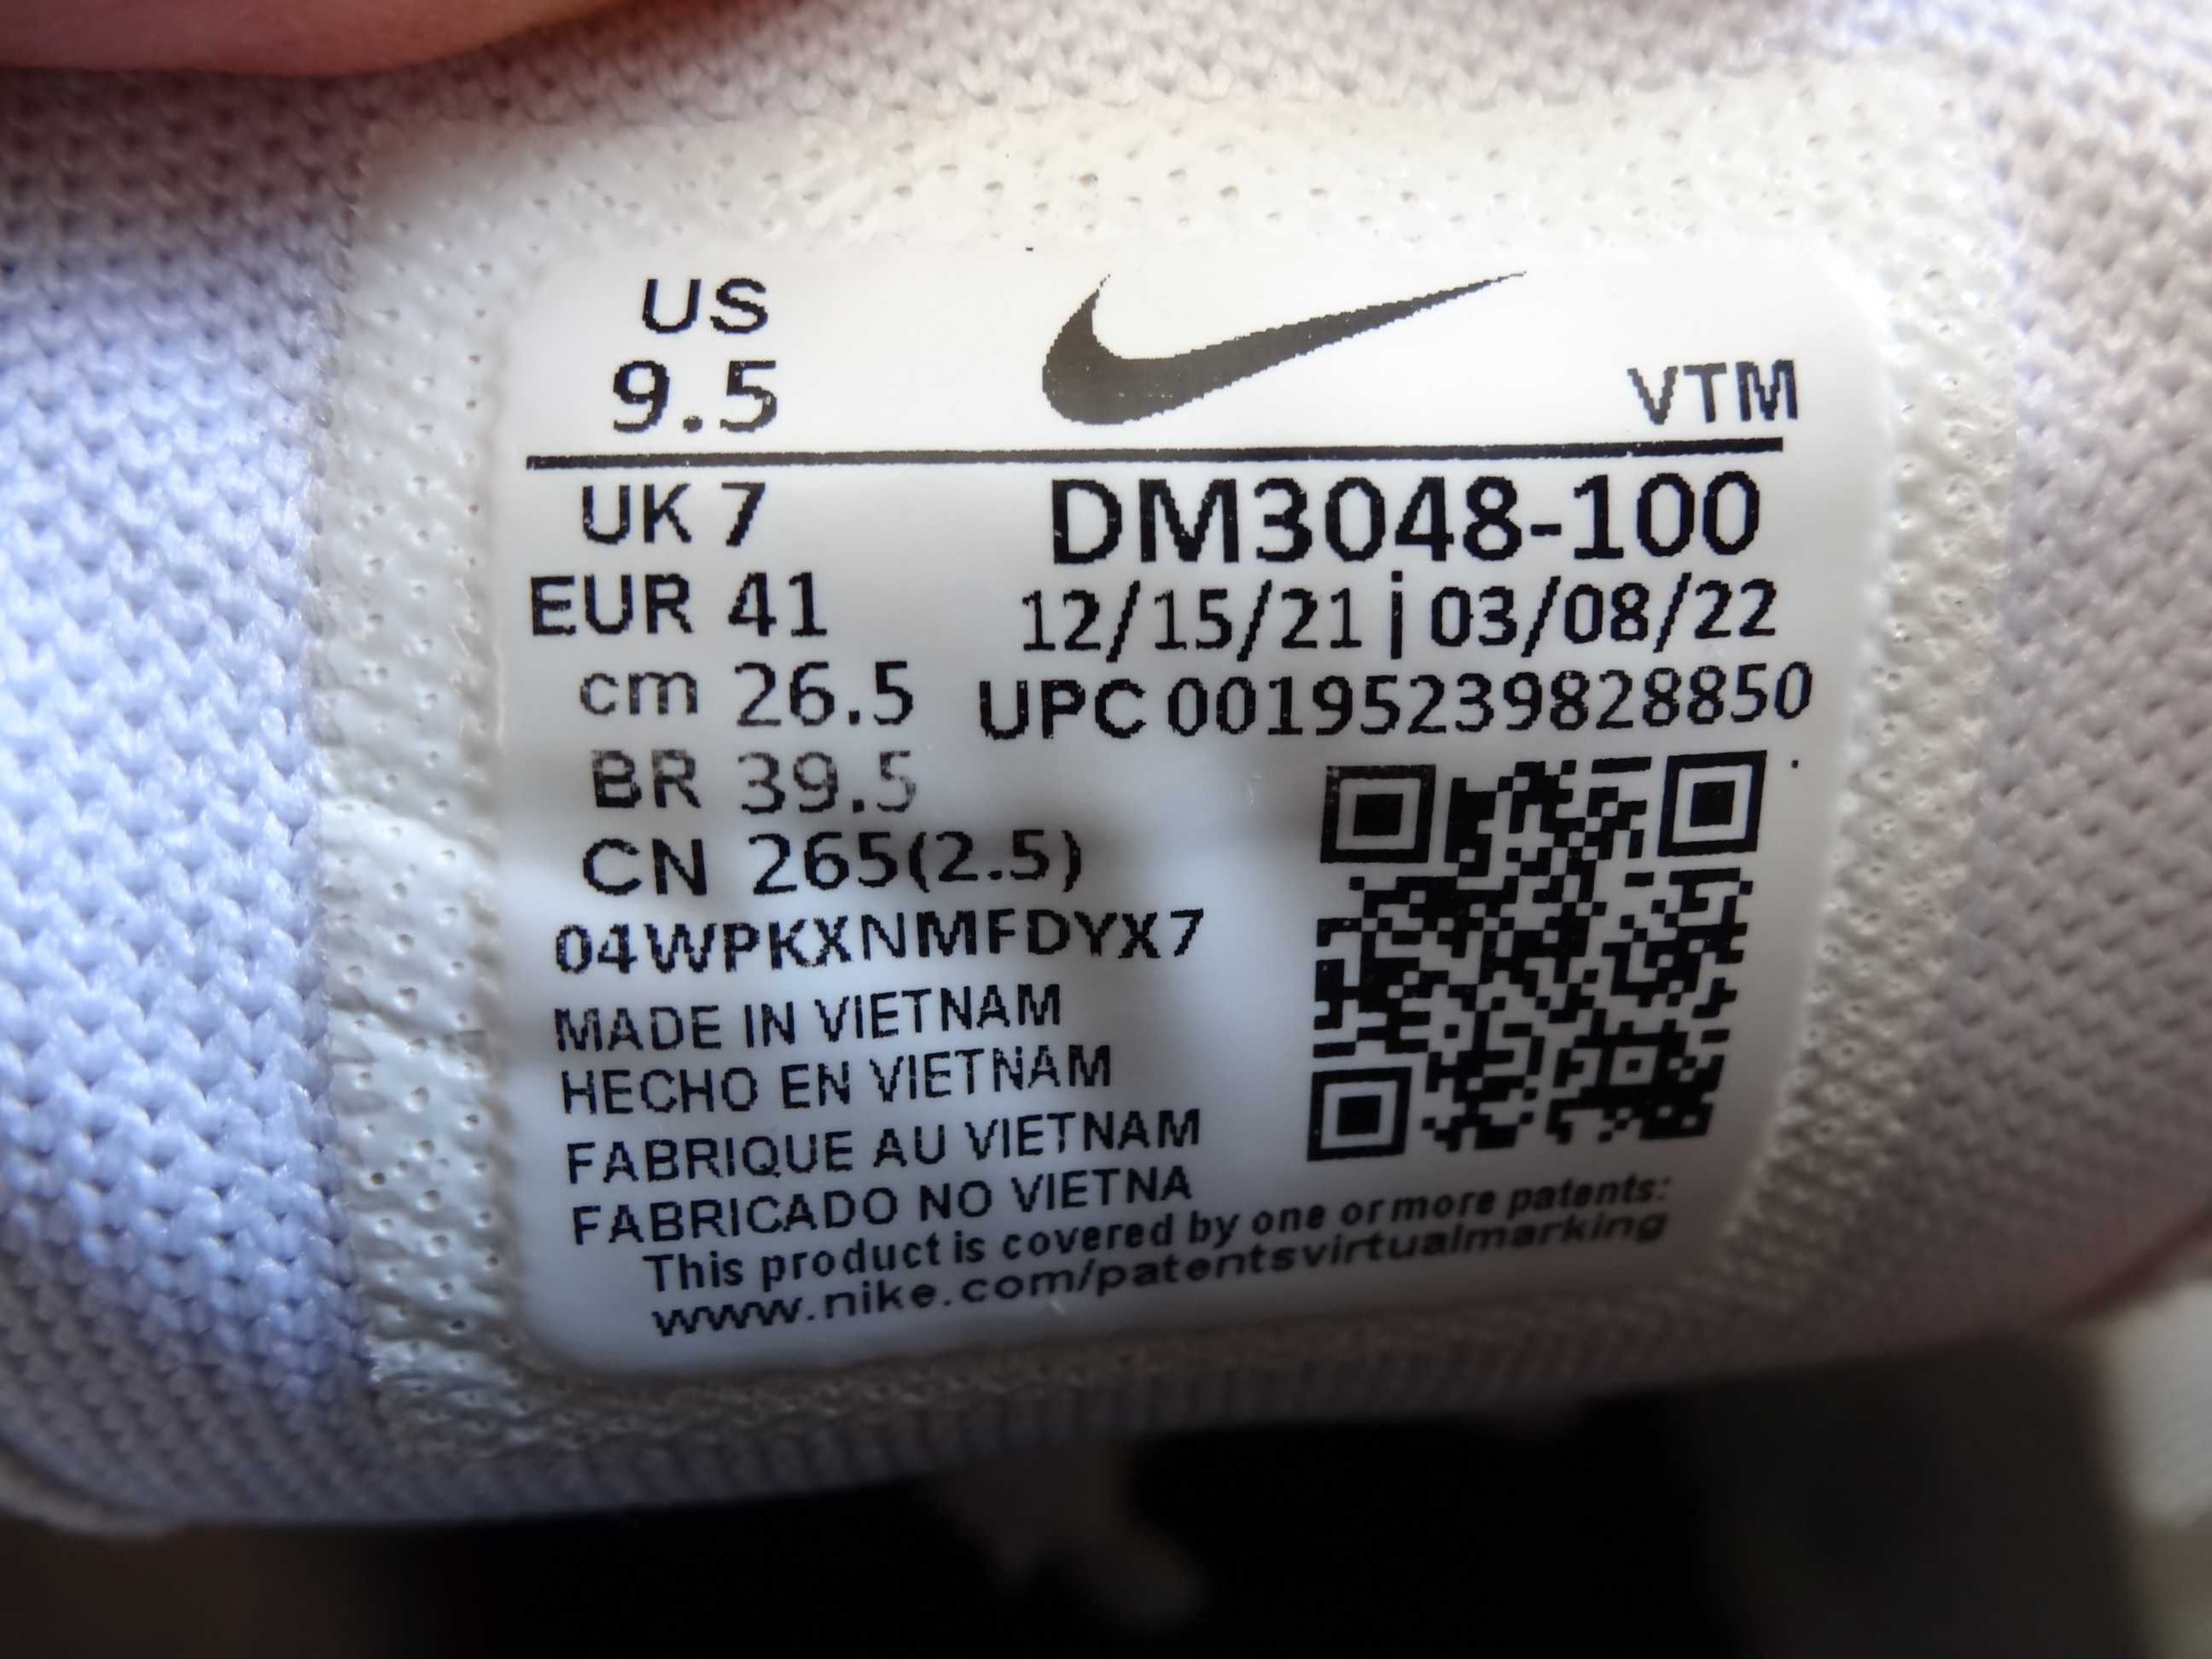 US
9.5
VTM
UK 7
DM3048-100
EUR 41
12/15/21 | 03/08/22
cm 26.5
UPC 00195239828850
BR 39.5
CN 265(2.5)
04WPKXNMFDYX7
MADE IN VIETNAM
HECHO EN VIETNAM
FABRIQUE AU VIETNAM
FABRICADO NO VIETNA
This product is covered by one or more patents:
www.nike.com/patentsvirtualmarking